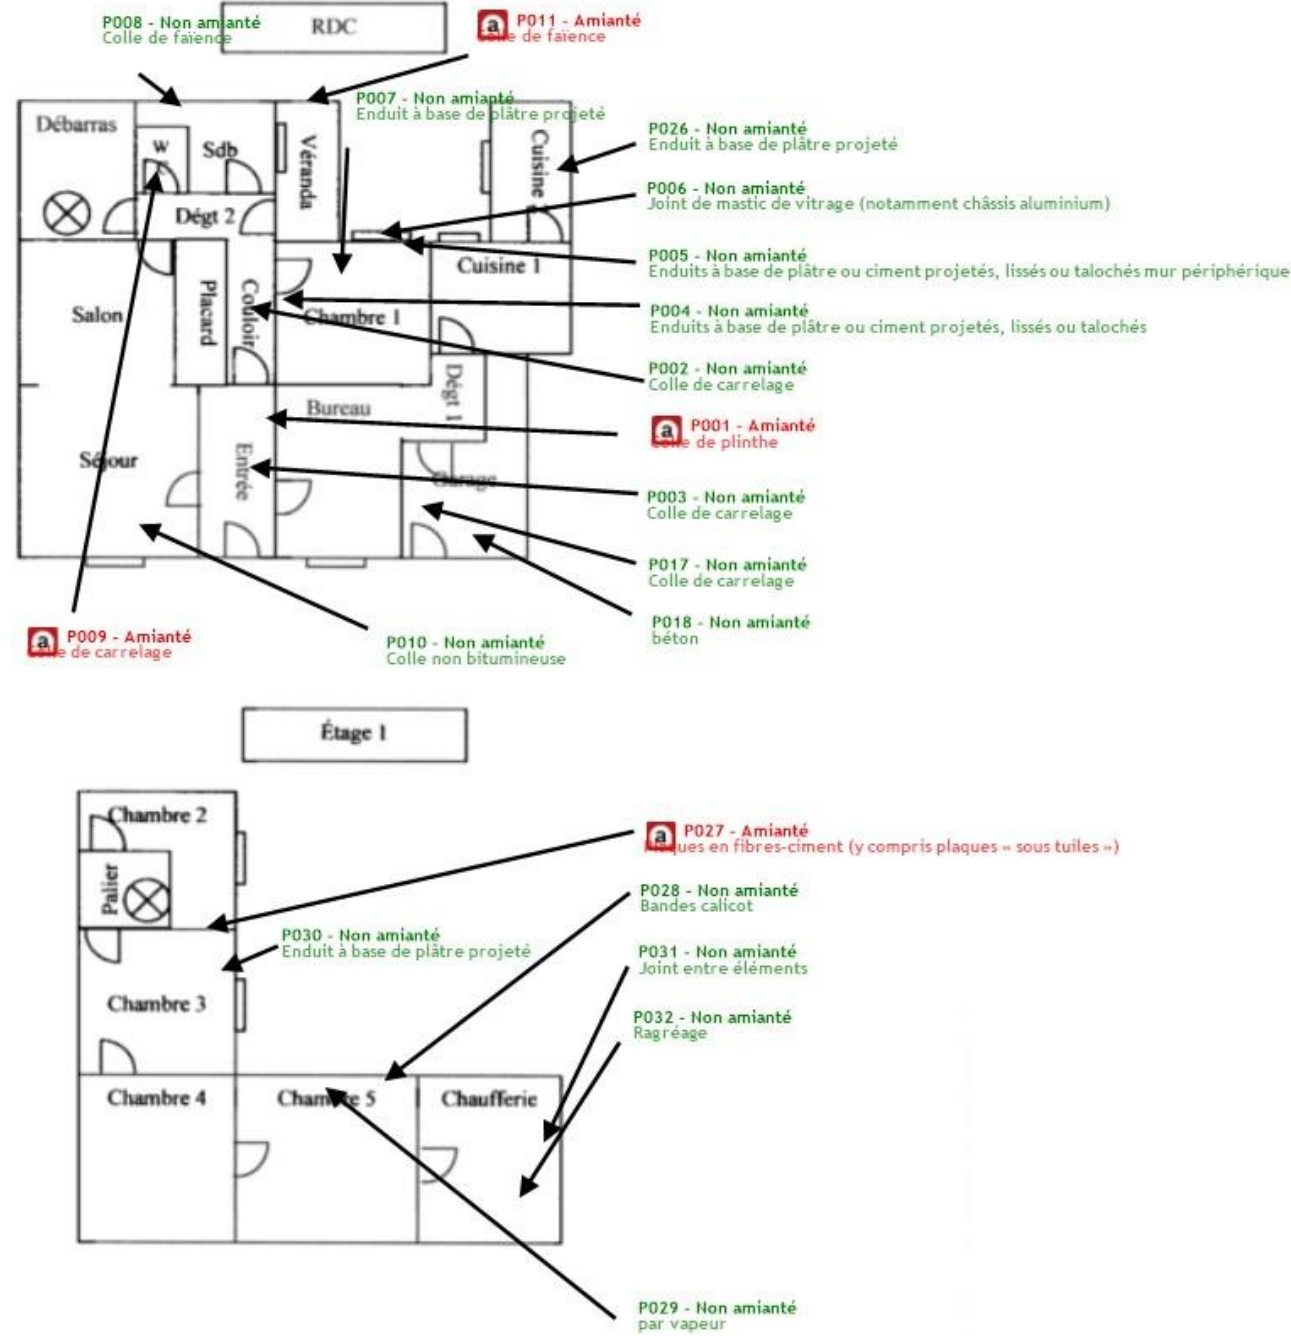 P008 - Non amianté
Colle de faïence
RDC
a P011 - Amianté
Colle de faïence
P007 - Non amianté
Enduit à base de plâtre projeté
Débarras
W
Sdb
Véranda
Cuisine
P026 - Non amianté
Enduit à base de plâtre projeté
P006 - Non amianté
Joint de mastic de vitrage (notamment châssis aluminium)
Dégt 2
P005 - Non amianté
Enduits à base de plâtre ou ciment projetés, lissés ou talochés mur périphérique
Cuisine 1
Salon
Placard
Couloir
Chambre 1
P004 - Non amianté
Enduits à base de plâtre ou ciment projetés, lissés ou talochés
P002 - Non amianté
Colle de carrelage
Dégt 1
Bureau
a P001 - Amianté
Colle de plinthe
Séjour
Entrée
Garage
P003 - Non amianté
Colle de carrelage
P017 - Non amianté
Colle de carrelage
P018 - Non amianté
béton
a P009 - Amianté
Colle de carrelage
P010 - Non amianté
Colle non bitumineuse
Étage 1
Chambre 2
Palier
a P027 - Amianté
Plaques en fibres-ciment (y compris plaques « sous tuiles »)
P028 - Non amianté
Bandes calicot
P030 - Non amianté
Enduit à base de plâtre projeté
P031 - Non amianté
Joint entre éléments
Chambre 3
P032 - Non amianté
Ragréage
Chambre 4
Chambre 5
Chaufferie
P029 - Non amianté
par vapeur